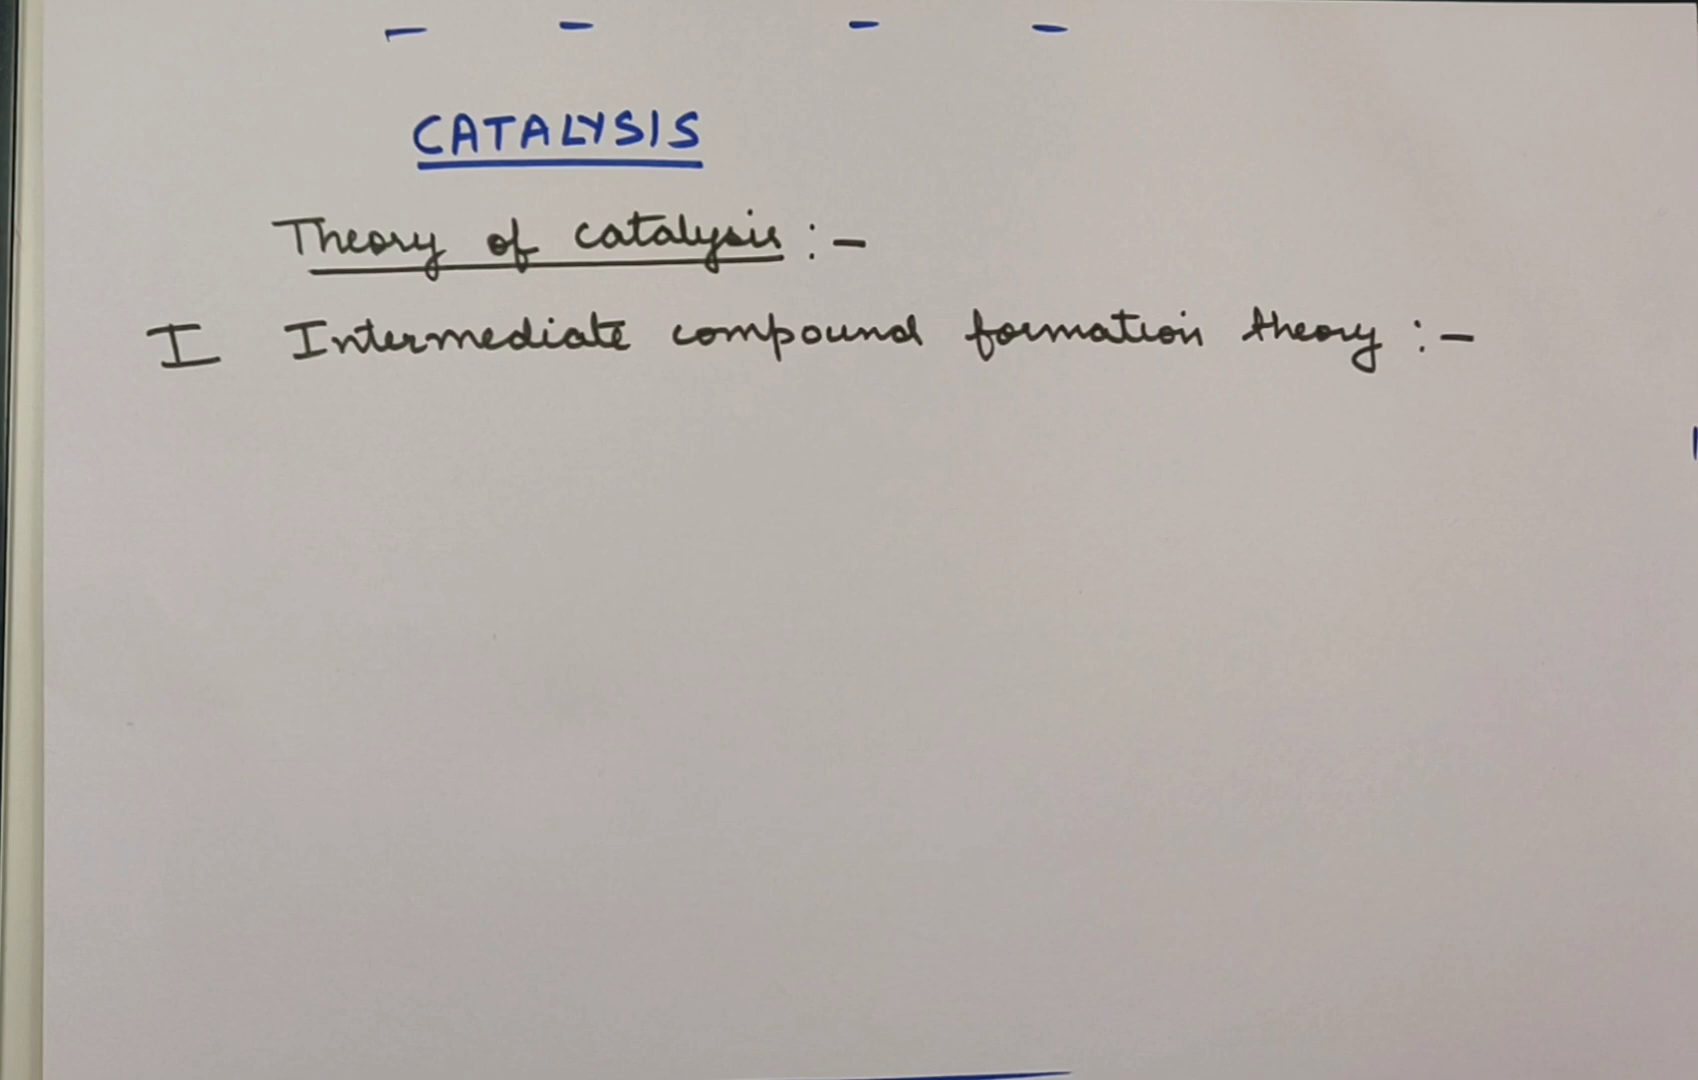 CATALYSIS
Theory of catalysis :-
I Intermediate compound formation theory :-